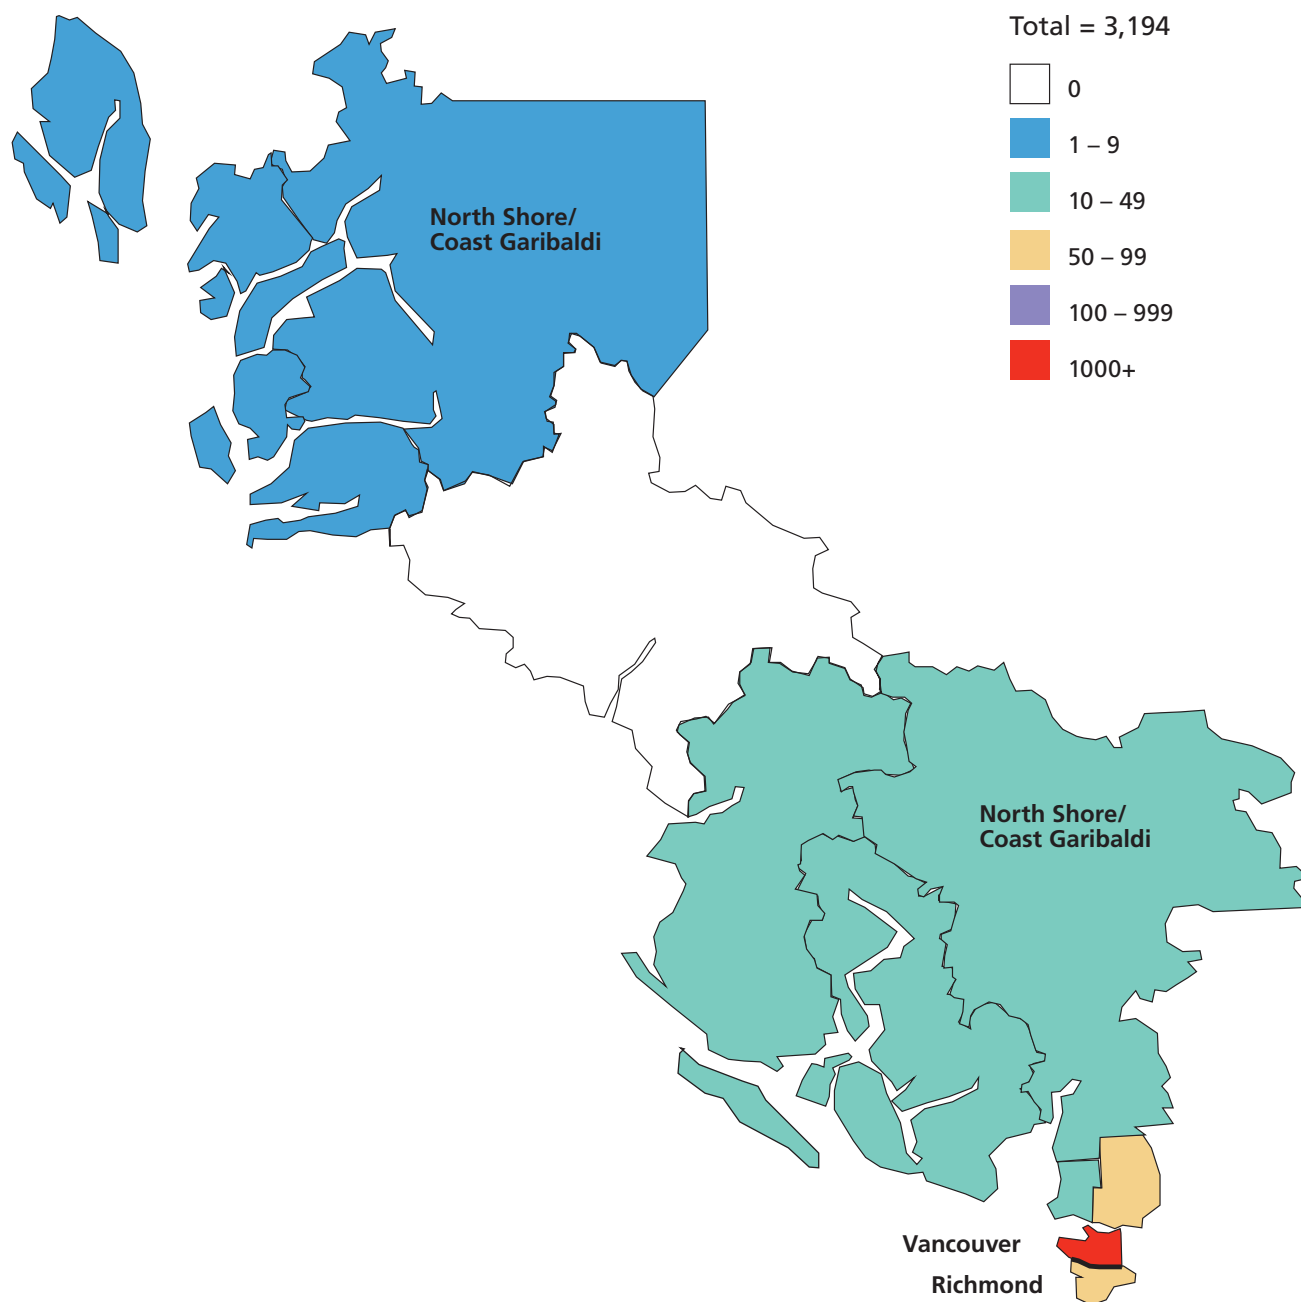 Total = 3,194
0
1 – 9
10 – 49
50 – 99
100 – 999
1000+
North Shore/
Coast Garibaldi
North Shore/
Coast Garibaldi
Vancouver
Richmond